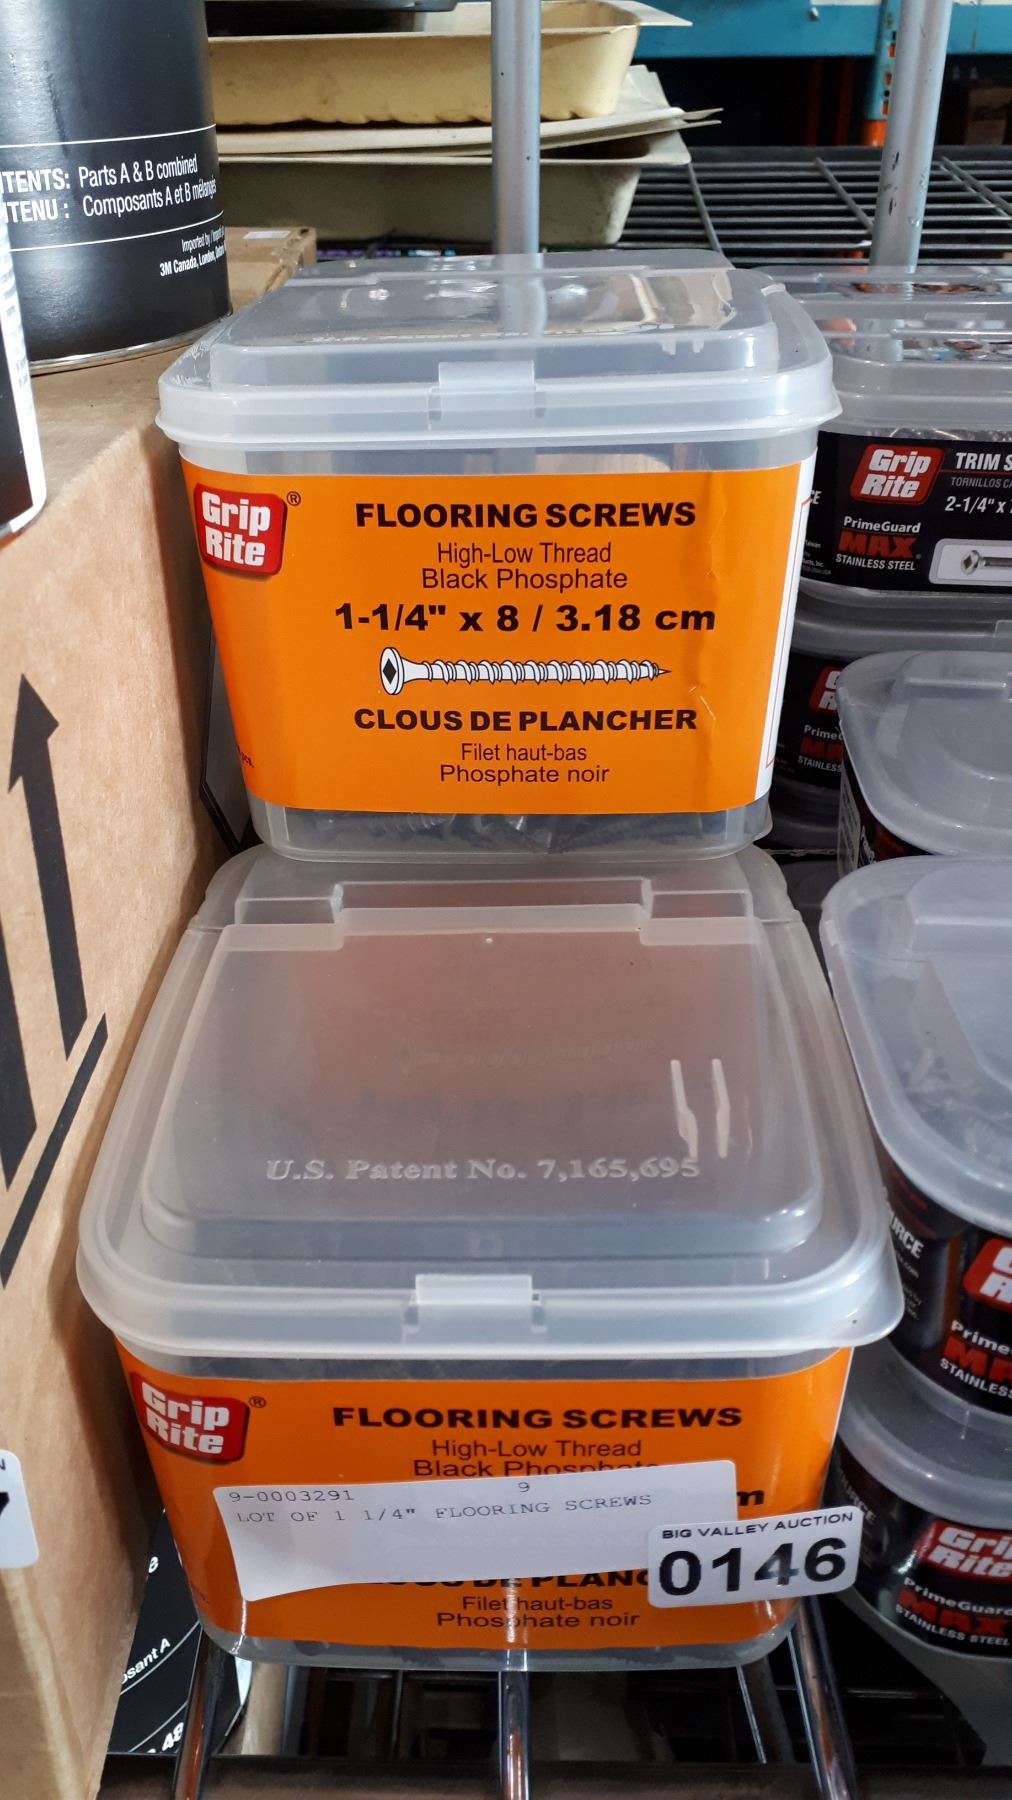 Parts A & B combined
Composants A et B
Imported by
3M Canada, London,
Grip
Rite
®
FLOORING SCREWS
High-Low Thread
Black Phosphate
1-1/4" x 8 / 3.18 cm
CLOUS DE PLANCHER
Filet haut-bas
Phosphate noir
Grip
Rite
TRIM
2-1/4" x
PrimeGuard
MAX
STAINLESS STEEL
U.S. Patent No. 7,165,695
Grip
Rite
®
FLOORING SCREWS
High-Low Thread
Black Phosphate
9-0003291 9
LOT OF 1 1/4" FLOORING SCREWS
BIG VALLEY AUCTION
0146
Filet haut-bas
Phosphate noir
Grip
Rite
PrimeGuard
MAX
STAINLESS STEEL